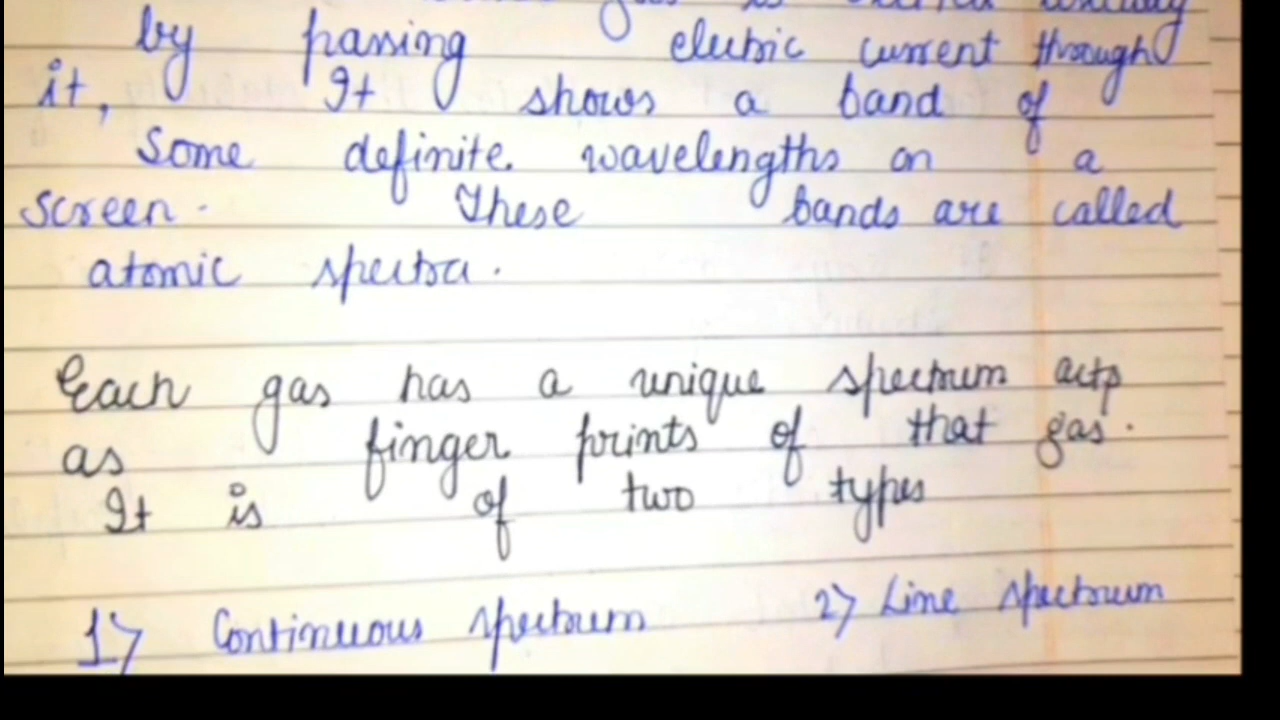 by passing electric current through
it, It shows a band of
Some definite wavelengths on a
screen. These bands are called
atomic spectra.
Each gas has a unique spectrum acts
as finger prints of that gas.
It is of two types
1) Continuous spectrum 2) Line spectrum